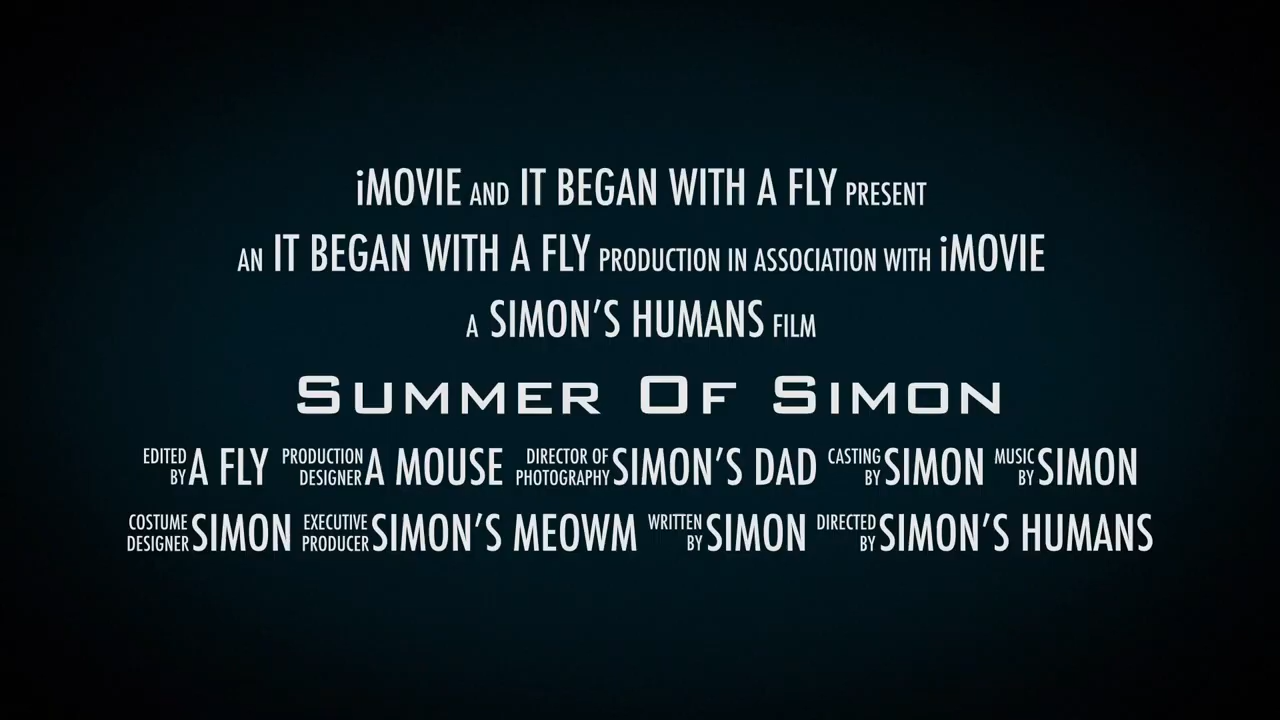 iMOVIE AND IT BEGAN WITH A FLY PRESENT
AN IT BEGAN WITH A FLY PRODUCTION IN ASSOCIATION WITH iMOVIE
A SIMON'S HUMANS FILM
SUMMER OF SIMON
EDITED BY A FLY PRODUCTION DESIGNER A MOUSE DIRECTOR OF PHOTOGRAPHY SIMON'S DAD CASTING BY SIMON MUSIC BY SIMON
COSTUME DESIGNER SIMON EXECUTIVE PRODUCER SIMON'S MEOWM WRITTEN BY SIMON DIRECTED BY SIMON'S HUMANS